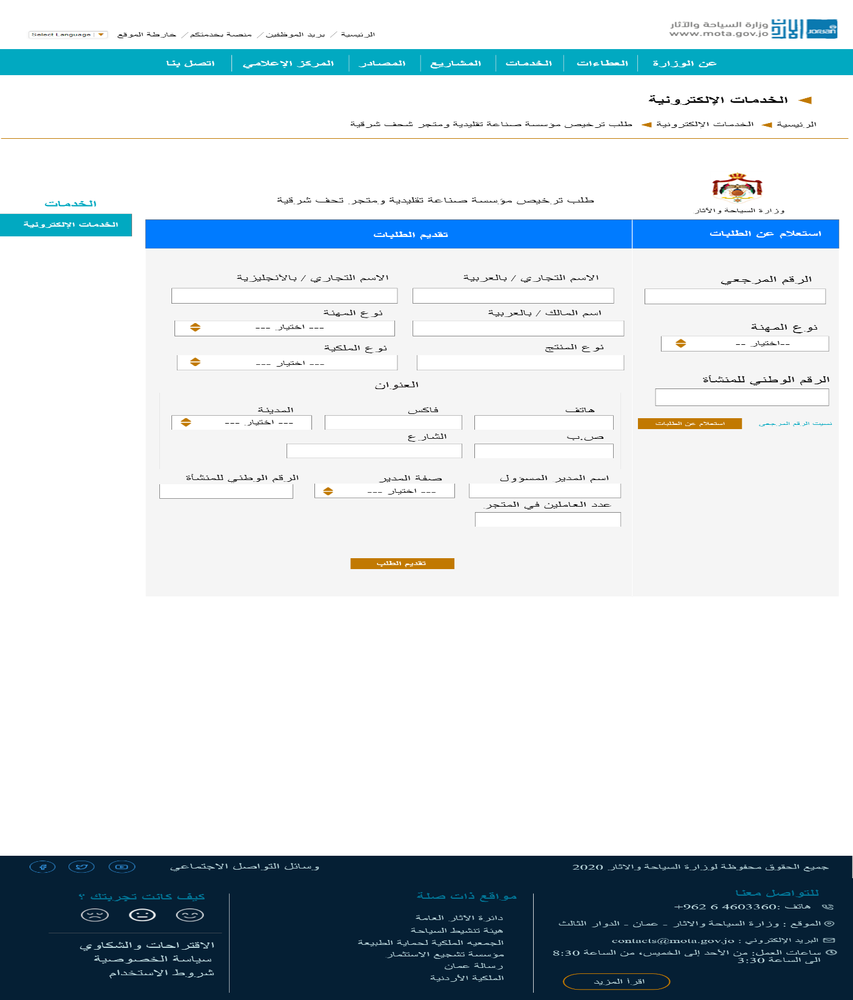 وزارة السياحة والآثار
www.mota.gov.jo
JORDAN الأردن
الرئيسية / بريد الموظفين / منصة بخدمتكم / خارطة الموقع
Select Language
عن الوزارة | العطاءات | الخدمات | المشاريع | المصادر | المركز الإعلامي | اتصل بنا
الخدمات الإلكترونية
الرئيسية الخدمات الإلكترونية طلب ترخيص مؤسسة صناعة تقليدية ومتجر شحف شرقية
وزارة السياحة والآثار
طلب ترخيص مؤسسة صناعة تقليدية ومتجر تحف شرقية
الخدمات
الخدمات الإلكترونية
استعلام عن الطلبات
الرقم المرجعي
نوع المهنة
--اختيار --
الرقم الوطني للمنشأة
نسيت الرقم المرجعي
استعلام عن الطلبات
تقديم الطلبات
الاسم التجاري / بالعربية
الاسم التجاري / بالأنجليزية
اسم المالك / بالعربية
نوع المهنة
--- اختيار ---
نوع المنتج
نوع الملكية
--- اختيار ---
العنوان
هاتف
فاكس
المدينة
--- اختيار ---
ص.ب
الشارع
اسم المدير المسؤول
صفة المدير
--- اختيار ---
الرقم الوطني للمنشأة
عدد العاملين في المتجر
تقديم الطلب
جميع الحقوق محفوظة لوزارة السياحة والاثار 2020
وسائل التواصل الاجتماعي
للتواصل معنا
هاتف :4603360 6 962+
الموقع : وزارة السياحة والاثار - عمان - الدوار الثالث
البريد الإلكتروني : contacts@mota.gov.jo
ساعات العمل: من الأحد إلى الخميس، من الساعة 8:30
الى الساعة 3:30
اقرأ المزيد
مواقع ذات صلة
دائرة الآثار العامة
هيئة تنشيط السياحة
الجمعيه الملكية لحماية الطبيعة
مؤسسة تشجيع الاستثمار
رسالة عمان
الملكية الأردنية
كيف كانت تجربتك ؟
الاقتراحات والشكاوي
سياسة الخصوصية
شروط الاستخدام